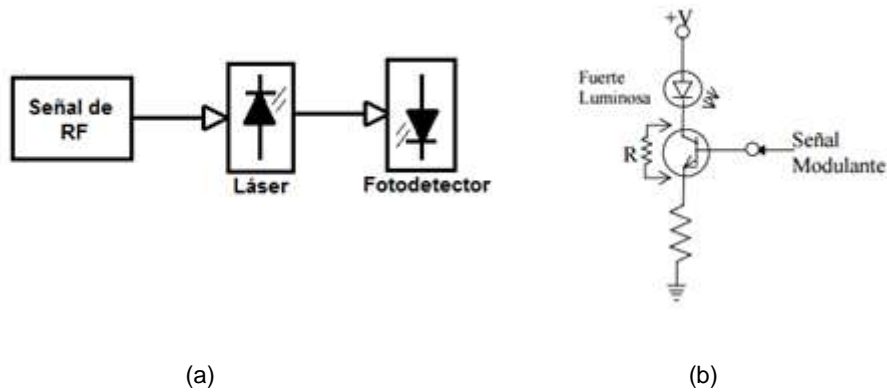 Señal de
RF
Láser
Fotodetector
(a)
+V
Fuerte
Luminosa
R
Señal
Modulante
(b)